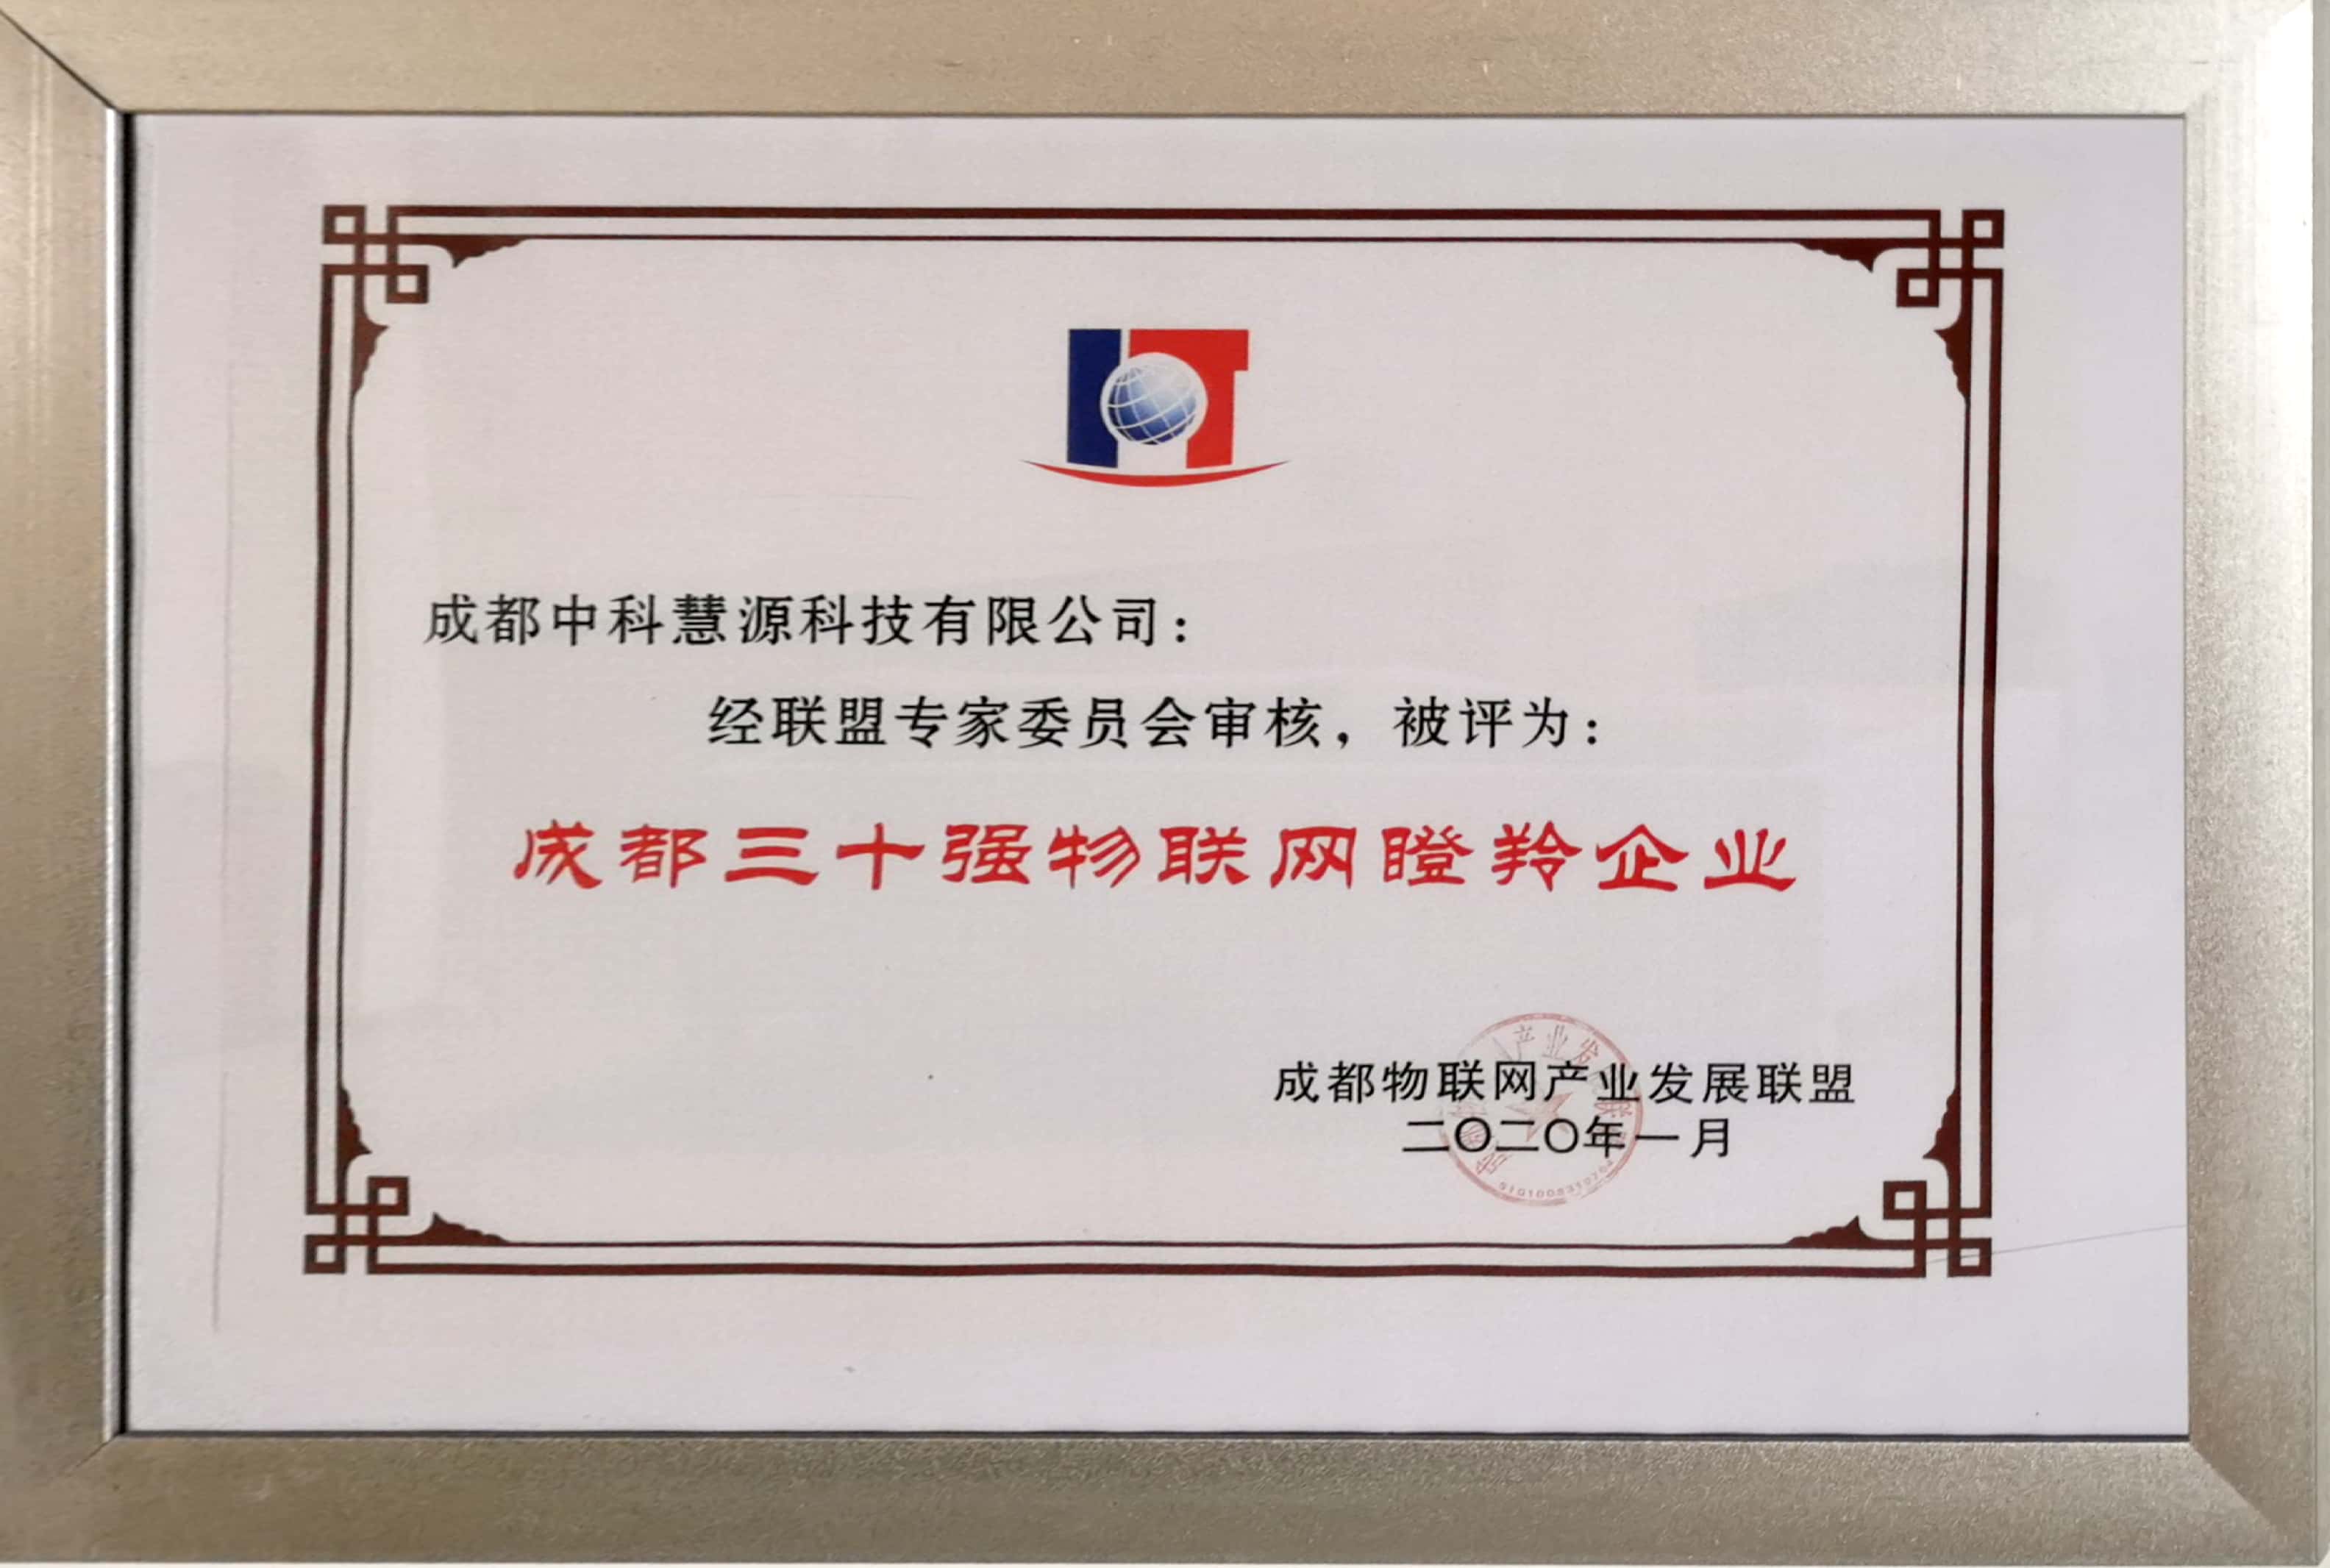 成都中科慧源科技有限公司：
经联盟专家委员会审核，被评为：
成都三十强物联网瞪羚企业
成都物联网产业发展联盟
二〇二〇年一月